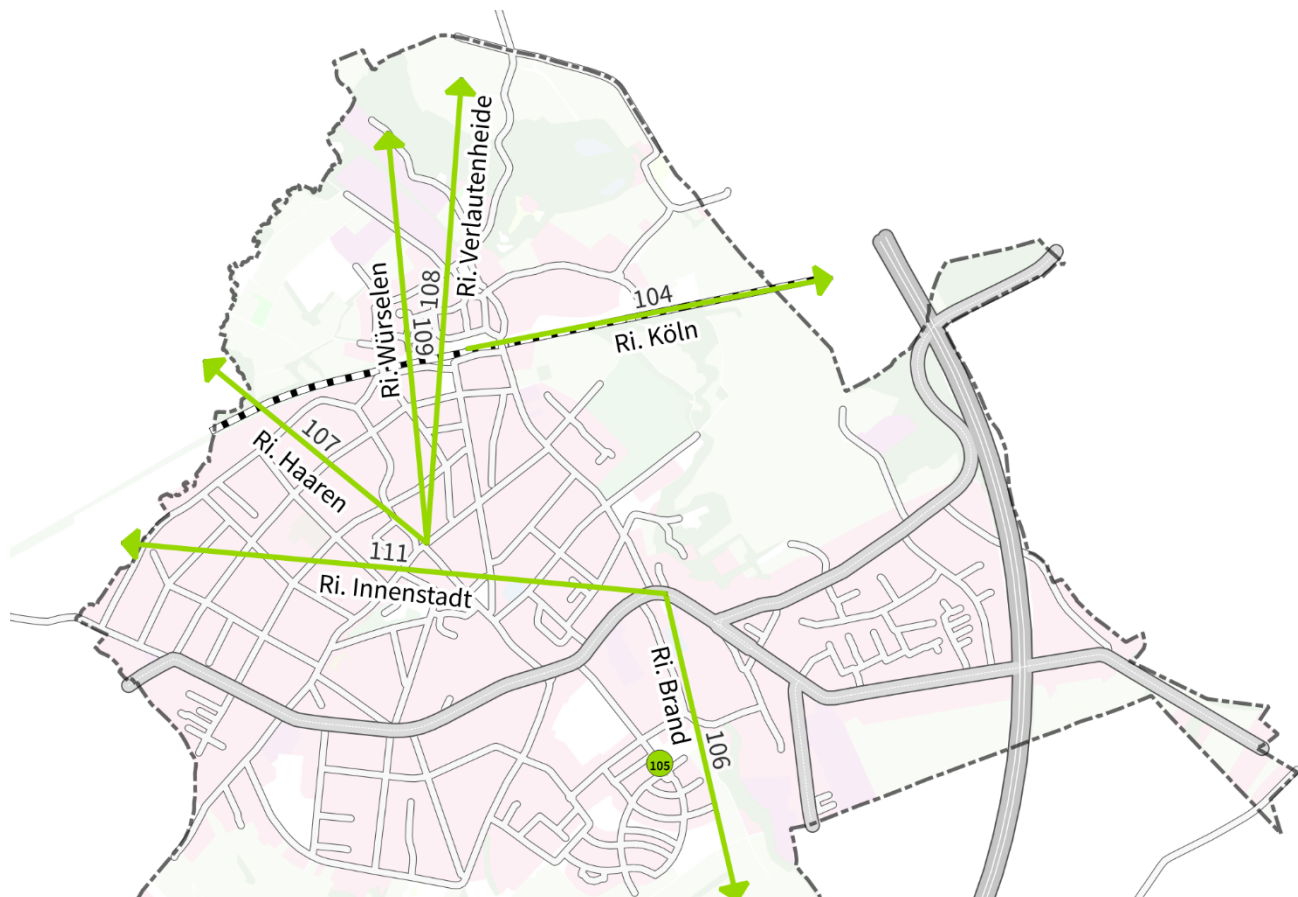 Ri. Verlautenheide
108
Ri. Würselen
109
104
Ri. Köln
107
Ri. Haaren
111
Ri. Innenstadt
Ri. Brand
106
105